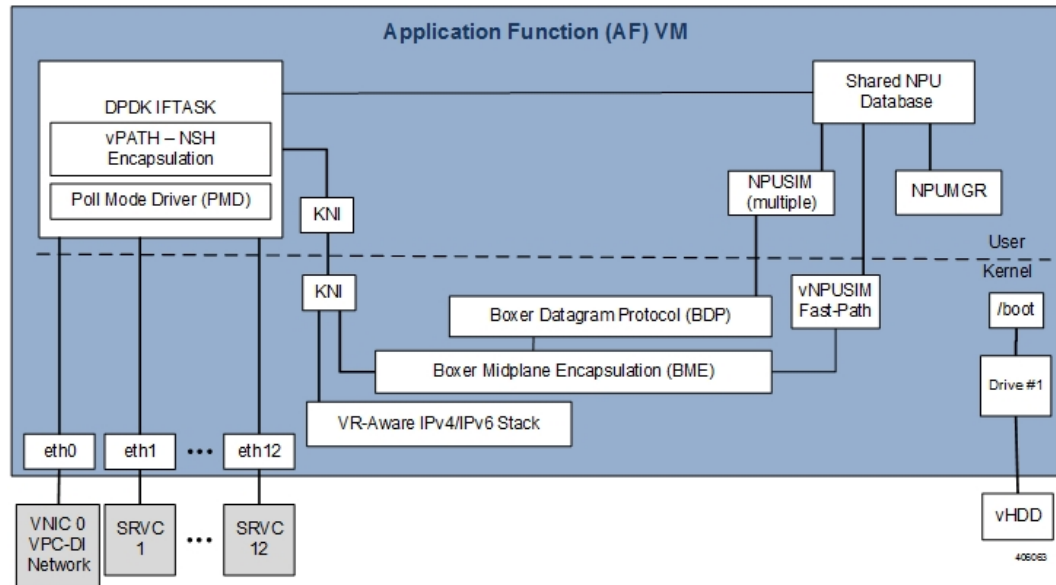 Application Function (AF) VM
DPDK IFTASK
vPATH – NSH
Encapsulation
Poll Mode Driver (PMD)
Shared NPU
Database
KNI
NPUSIM
(multiple)
NPUMGR
User
Kernel
KNI
vNPUSIM
Fast-Path
/boot
Boxer Datagram Protocol (BDP)
Boxer Midplane Encapsulation (BME)
Drive #1
VR-Aware IPv4/IPv6 Stack
eth0
eth1
•••
eth12
VNIC 0
VPC-DI
Network
SRVC
1
•••
SRVC
12
vHDD
406063